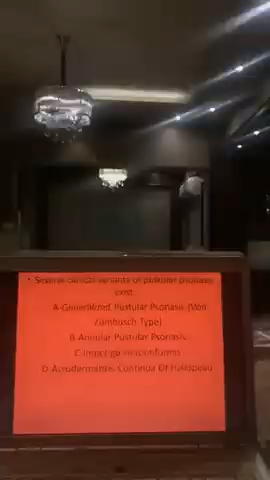 • Several clinical variants of pustular psoriasis
exist:
A-Generalized Pustular Psoriasis (Von
Zumbusch Type)
B-Annular Pustular Psoriasis
C-Impetigo Herpetiformis
D-Acrodermatitis Continua Of Hallopeau